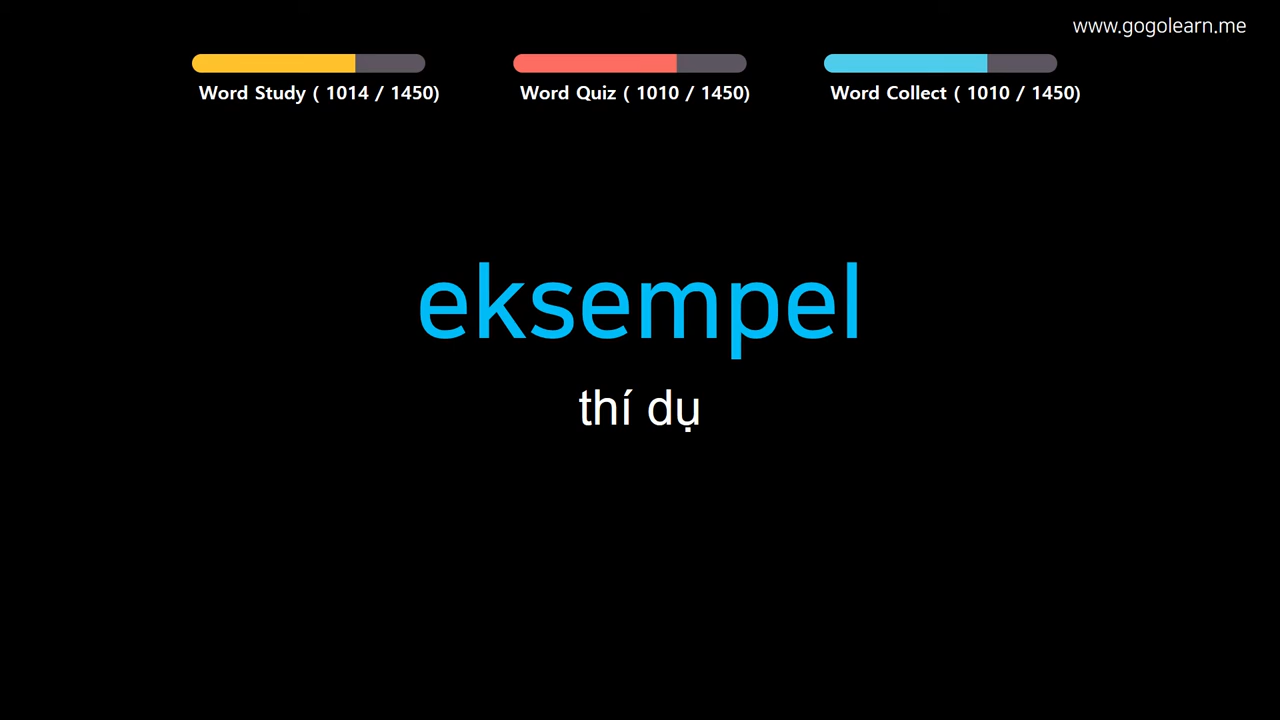 www.gogolearn.me
Word Study ( 1014 / 1450)
Word Quiz ( 1010 / 1450)
Word Collect ( 1010 / 1450)
eksempel
thí dụ